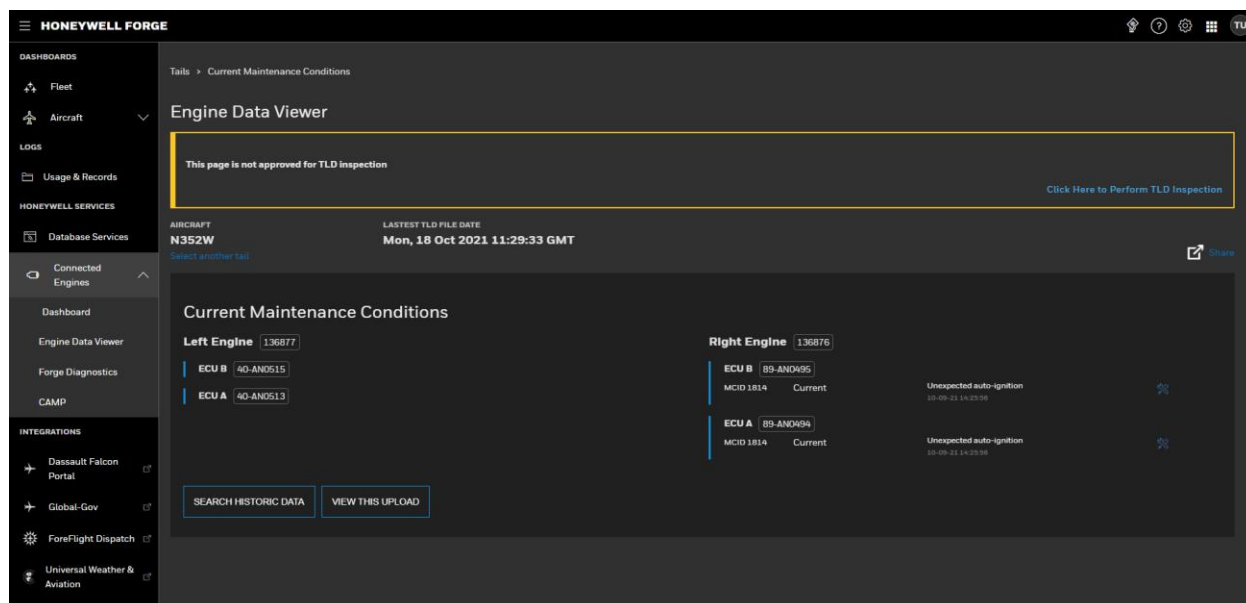 HONEYWELL FORGE
TU
DASHBOARDS
Fleet
Aircraft
LOGS
Usage & Records
HONEYWELL SERVICES
Database Services
Connected
Engines
Dashboard
Engine Data Viewer
Forge Diagnostics
CAMP
INTEGRATIONS
Dassault Falcon
Portal
Global-Gov
ForeFlight Dispatch
Universal Weather &
Aviation
Tails > Current Maintenance Conditions
Engine Data Viewer
This page is not approved for TLD inspection
Click Here to Perform TLD Inspection
AIRCRAFT
N352W
Select another tail
LASTEST TLD FILE DATE
Mon, 18 Oct 2021 11:29:33 GMT
Share
Current Maintenance Conditions
Left Engine 136877
ECU B 40-AN0515
ECU A 40-AN0513
Right Engine 136876
ECU B 89-AN0495
MCID 1814 Current Unexpected auto-ignition
10-09-21 14:25:56
ECU A 89-AN0494
MCID 1814 Current Unexpected auto-ignition
10-09-21 14:25:56
SEARCH HISTORIC DATA VIEW THIS UPLOAD